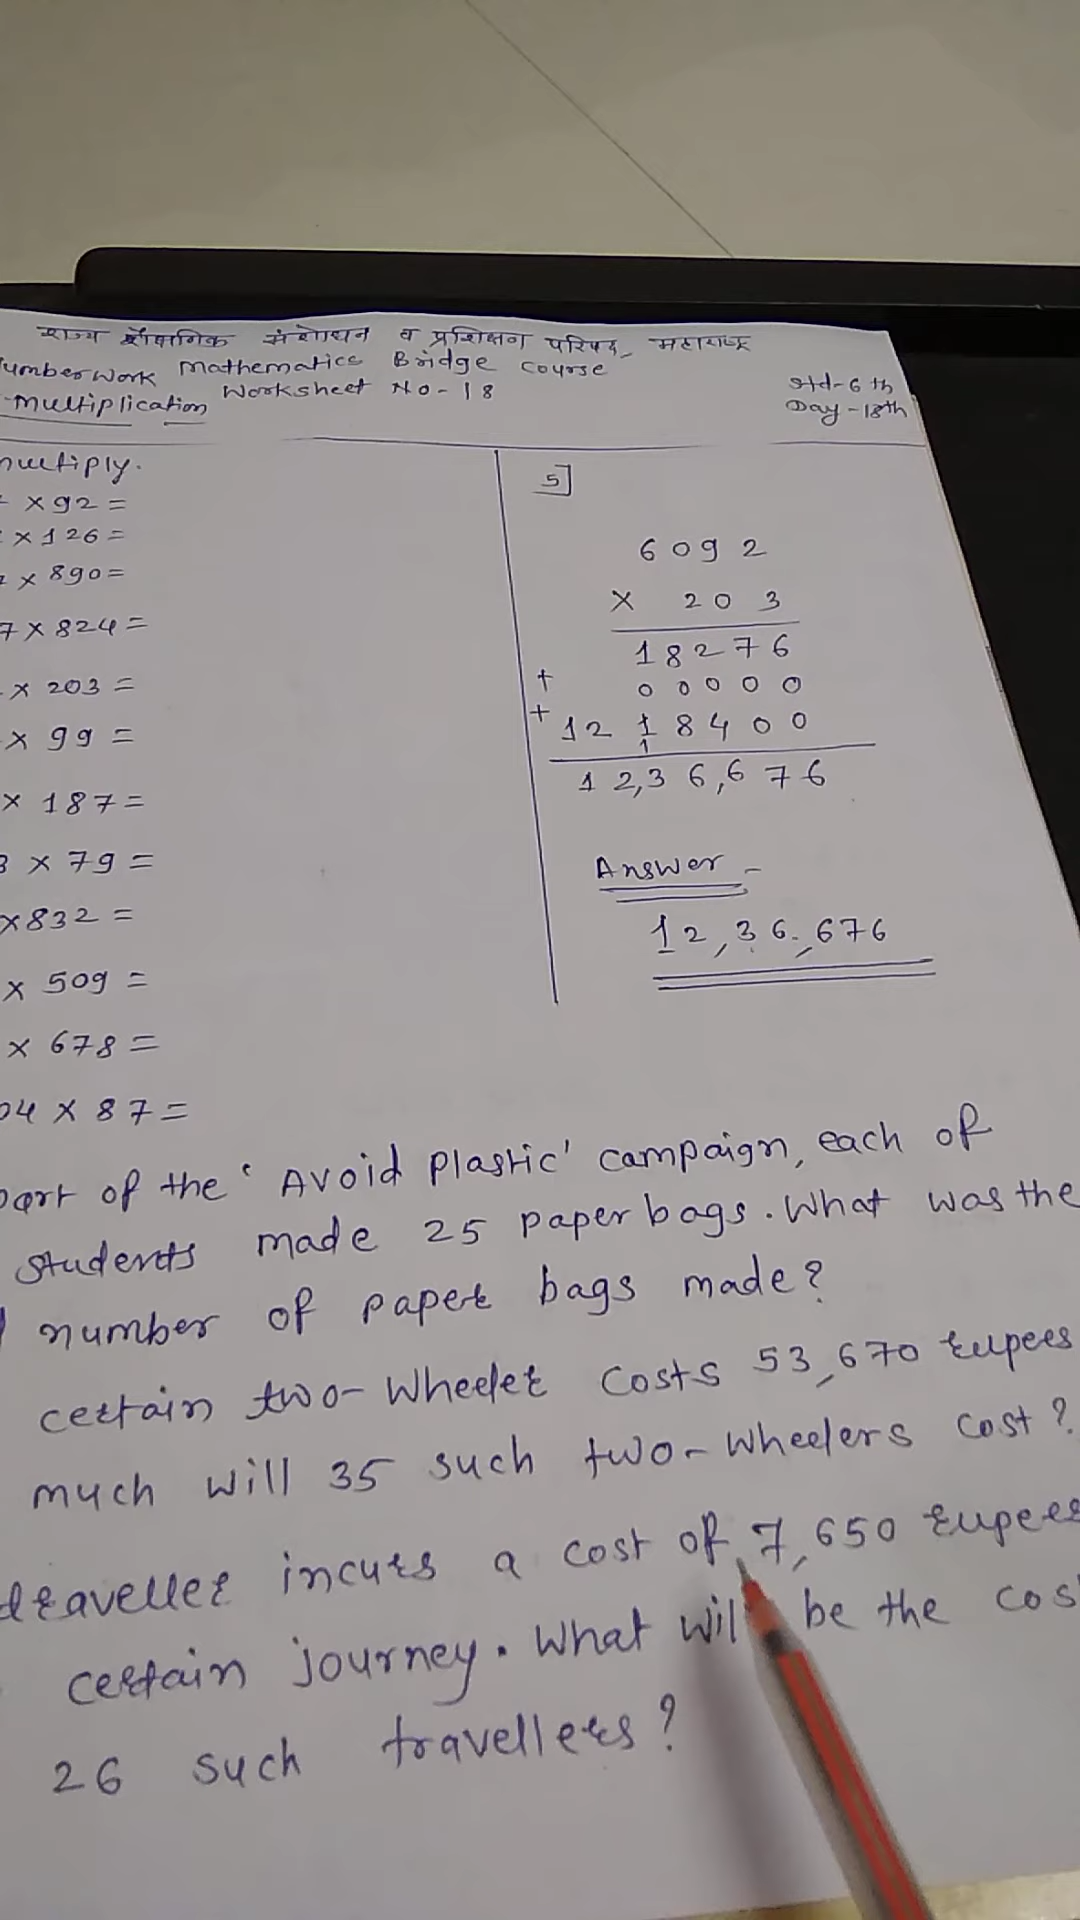 राज्य शैक्षणिक संशोधन व प्रशिक्षण परिषद, महाराष्ट्र
umberwork Mathematics Bridge course
Std-6th
multiplication Worksheet No-18
Day-18th
multiply.
×92=
×126=
×890=
7×824=
×203=
×99=
×187=
3×79=
×832=
×509=
×678=
04×87=
5]
6092
× 203
18276
+ 00000
+ 1218400
1
12,36,676
Answer -
12,36,676
part of the 'Avoid plastic' campaign, each of
students made 25 paper bags. What was the
number of paper bags made?
certain two-wheeler costs 53,670 rupees
much will 35 such two-wheelers cost?
traveller incurs a cost of 7,650 rupees
certain journey. What will be the cos
26 such travellers?